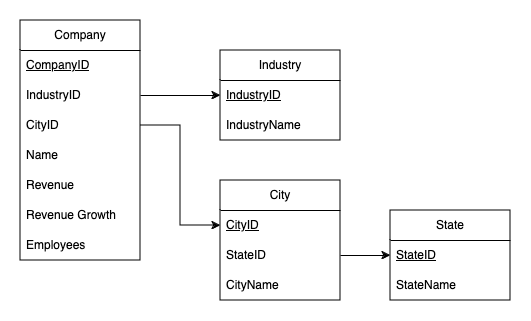 Company
CompanyID
IndustryID
CityID
Name
Revenue
Revenue Growth
Employees
Industry
IndustryID
IndustryName
City
CityID
StateID
CityName
State
StateID
StateName